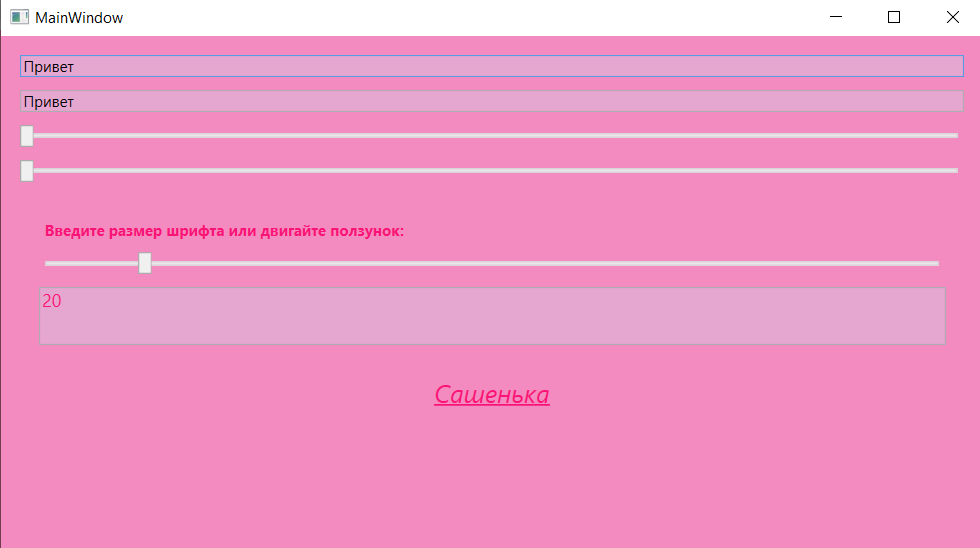 MainWindow
Привет
Привет
Введите размер шрифта или двигайте ползунок:
20
Сашенька